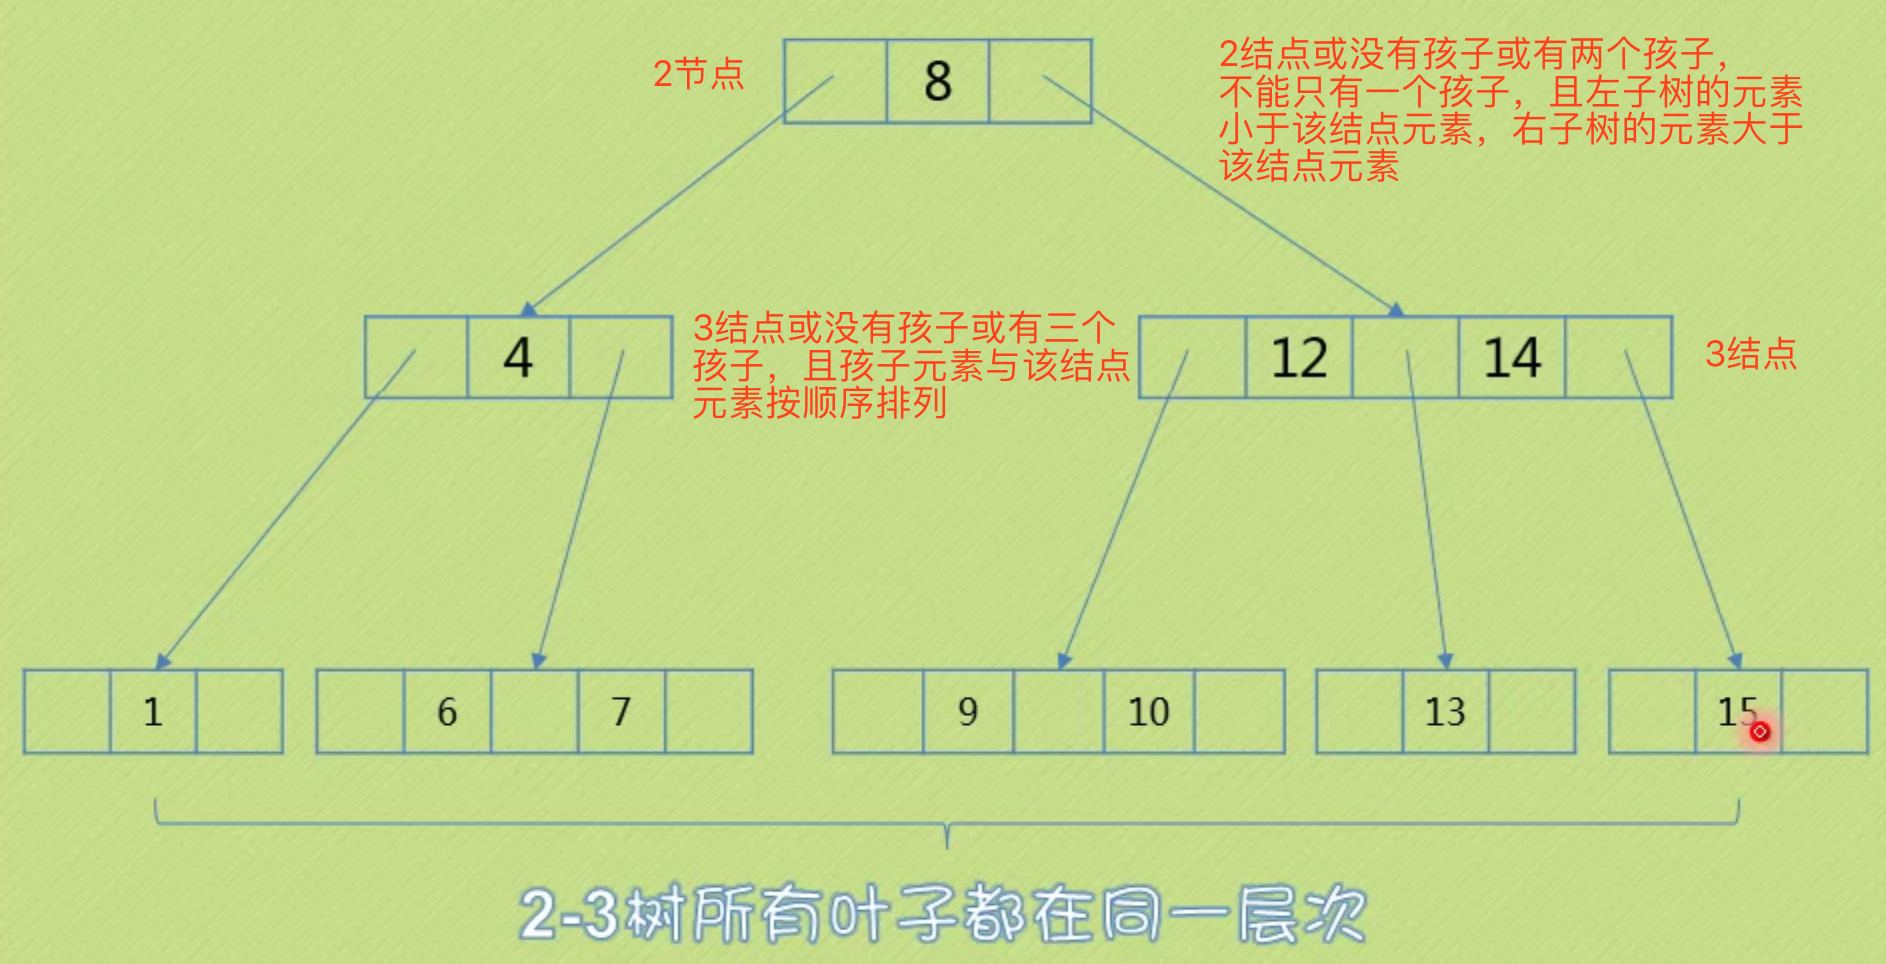 2节点
8
2结点或没有孩子或有两个孩子，
不能只有一个孩子，且左子树的元素
小于该结点元素，右子树的元素大于
该结点元素
4
3结点或没有孩子或有三个
孩子，且孩子元素与该结点
元素按顺序排列
12
14
3结点
1
6
7
9
10
13
15
2-3树所有叶子都在同一层次